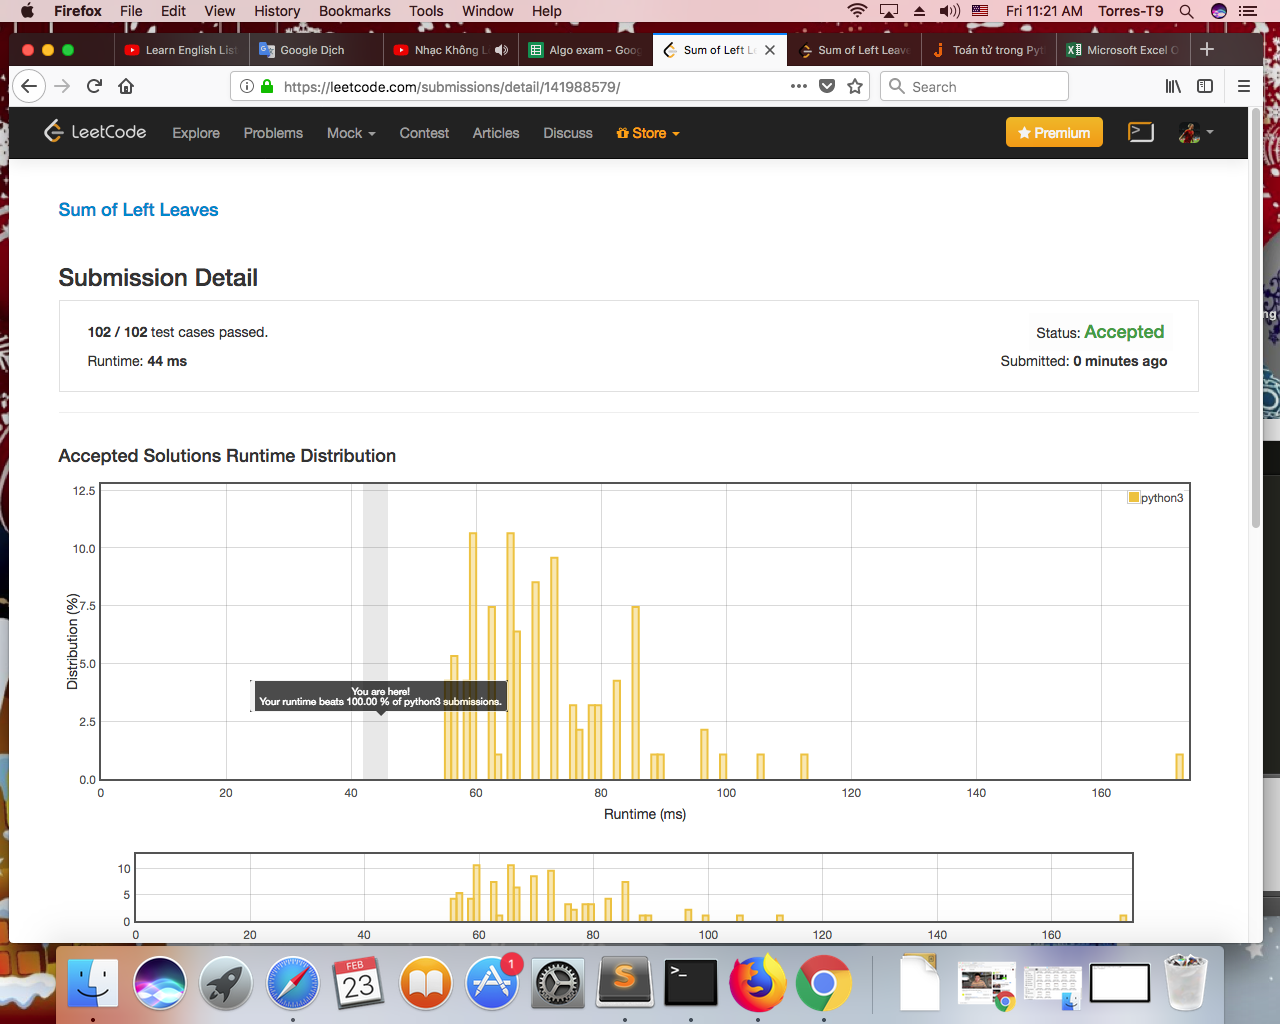 Firefox File Edit View History Bookmarks Tools Window Help Fri 11:21 AM Torres-T9
Learn English List Google Dịch Nhạc Không L Algo exam - Goog Sum of Left Le Sum of Left Leav Toán tử trong Pyt Microsoft Excel O
https://leetcode.com/submissions/detail/141988579/ Search
LeetCode Explore Problems Mock Contest Articles Discuss Store Premium
Sum of Left Leaves
Submission Detail
102 / 102 test cases passed. Status: Accepted
Runtime: 44 ms Submitted: 0 minutes ago
Accepted Solutions Runtime Distribution
12.5
python3
10.0
7.5
5.0
2.5
0.0
Distribution (%)
You are here!
Your runtime beats 100.00 % of python3 submissions.
0 20 40 60 80 100 120 140 160
Runtime (ms)
10
5
0
0 20 40 60 80 100 120 140 160
FEB
23
1